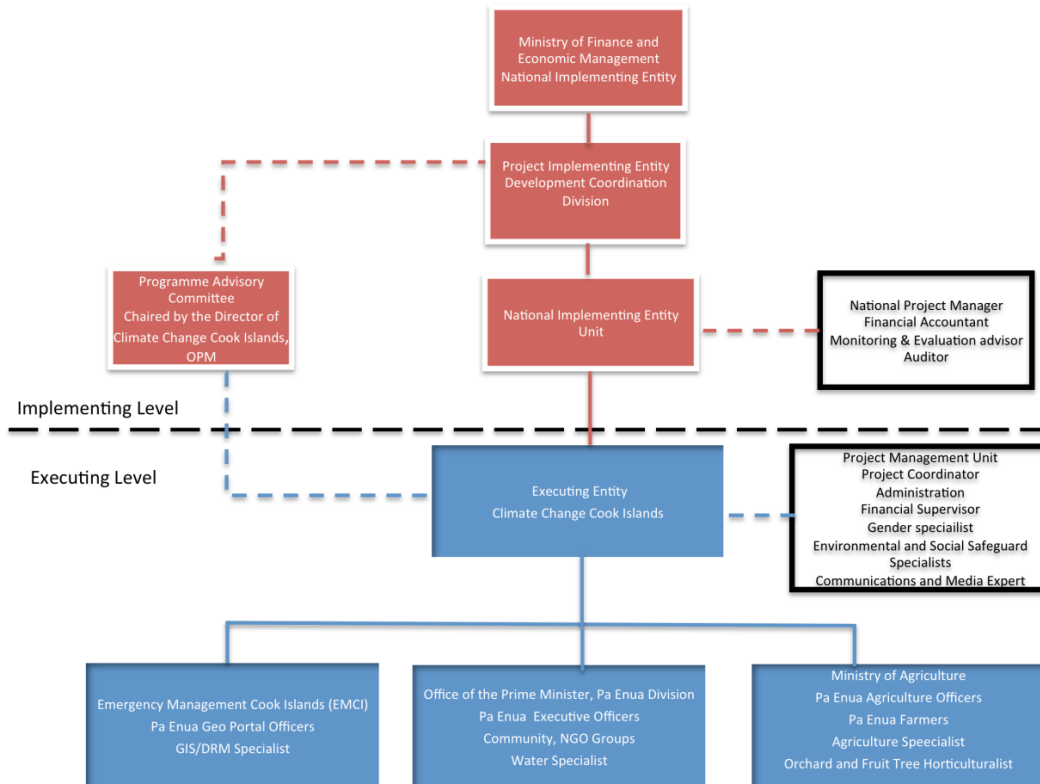 Ministry of Finance and
Economic Management
National Implementing Entity
Project Implementing Entity
Development Coordination
Division
Programme Advisory
Committee
Chaired by the Director of
Climate Change Cook Islands,
OPM
National Implementing Entity
Unit
National Project Manager
Financial Accountant
Monitoring & Evaluation advisor
Auditor
Implementing Level
Executing Level
Executing Entity
Climate Change Cook Islands
Project Management Unit
Project Coordinator
Administration
Financial Supervisor
Gender speciailist
Environmental and Social Safeguard
Specialists
Communications and Media Expert
Emergency Management Cook Islands (EMCI)
Pa Enua Geo Portal Officers
GIS/DRM Specialist
Office of the Prime Minister, Pa Enua Division
Pa Enua Executive Officers
Community, NGO Groups
Water Specialist
Ministry of Agriculture
Pa Enua Agriculture Officers
Pa Enua Farmers
Agriculture Speecialist
Orchard and Fruit Tree Horticulturalist